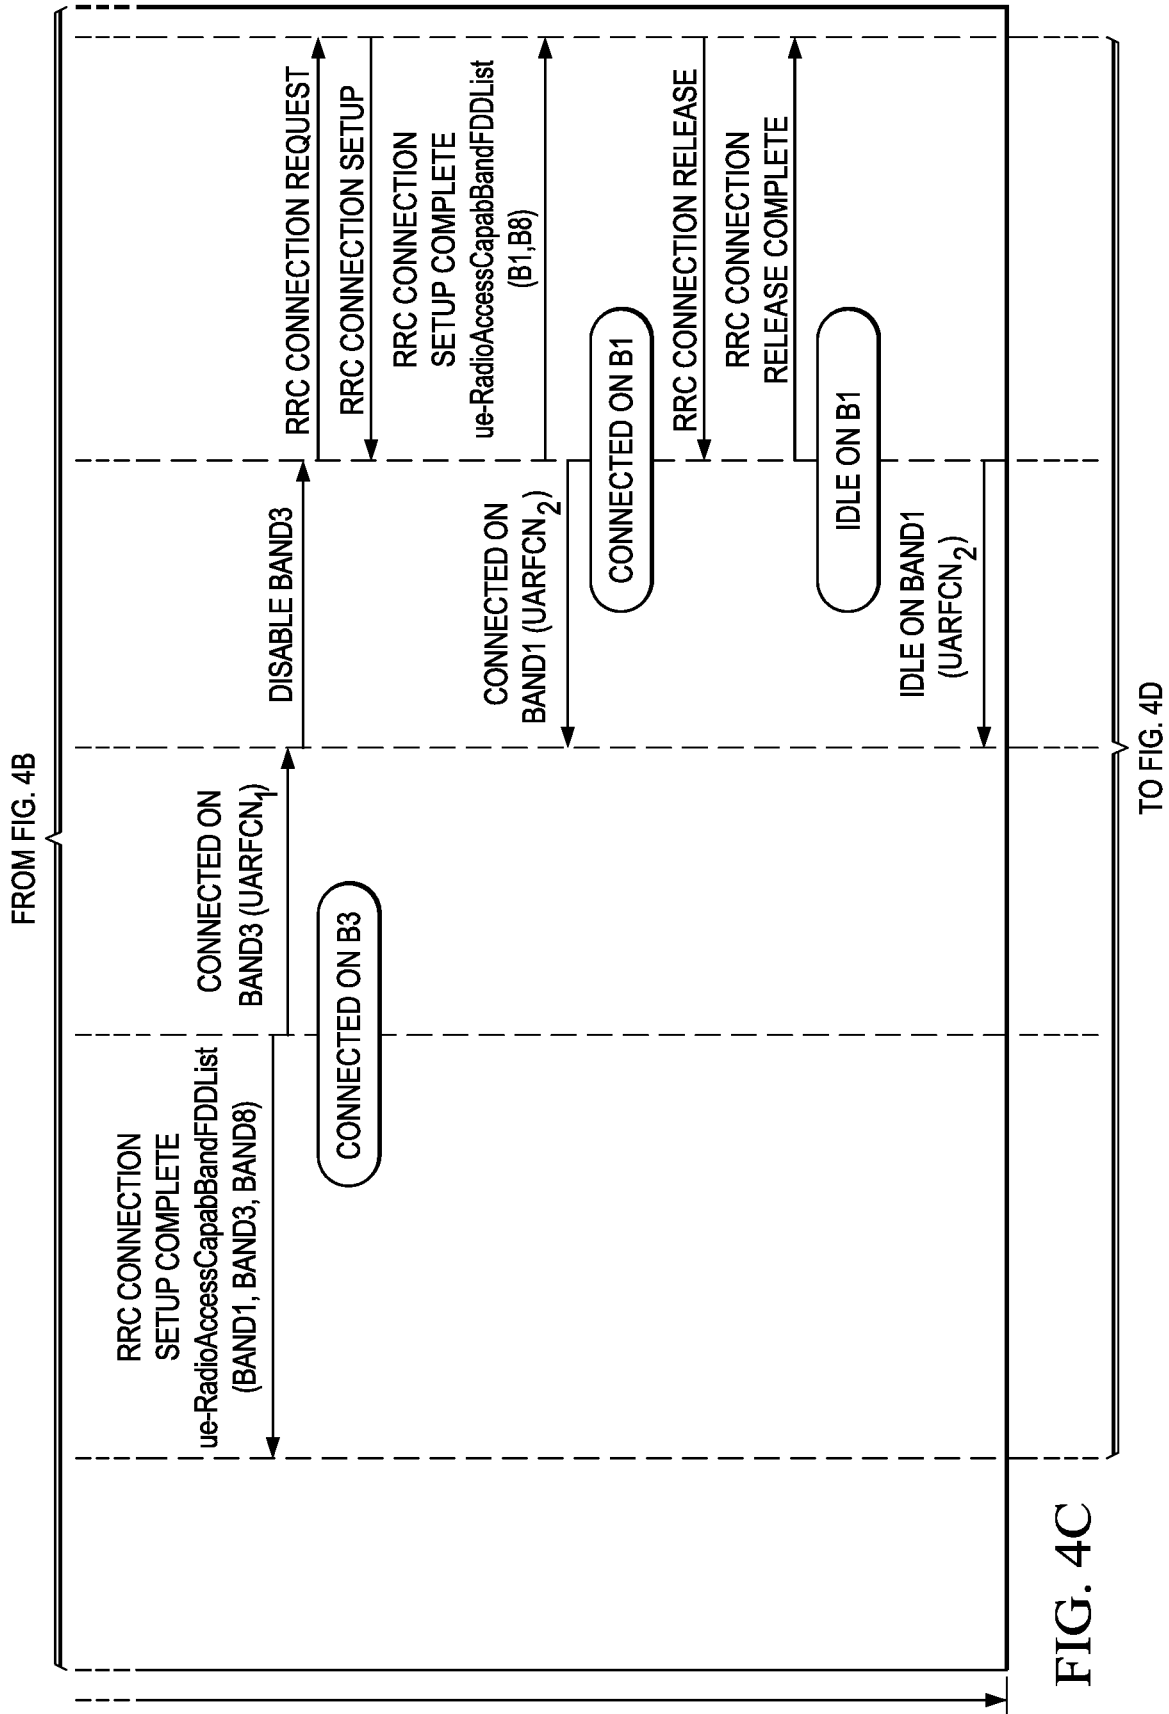 FROM FIG. 4B
RRC CONNECTION
SETUP COMPLETE
ue-RadioAccessCapabBandFDDList
(BAND1, BAND3, BAND8)
CONNECTED ON
BAND3 (UARFCN1)
CONNECTED ON B3
DISABLE BAND3
RRC CONNECTION REQUEST
RRC CONNECTION SETUP
RRC CONNECTION
SETUP COMPLETE
ue-RadioAccessCapabBandFDDList
(B1,B8)
CONNECTED ON
BAND1 (UARFCN2)
CONNECTED ON B1
RRC CONNECTION RELEASE
RRC CONNECTION
RELEASE COMPLETE
IDLE ON B1
IDLE ON BAND1
(UARFCN2)
TO FIG. 4D
FIG. 4C